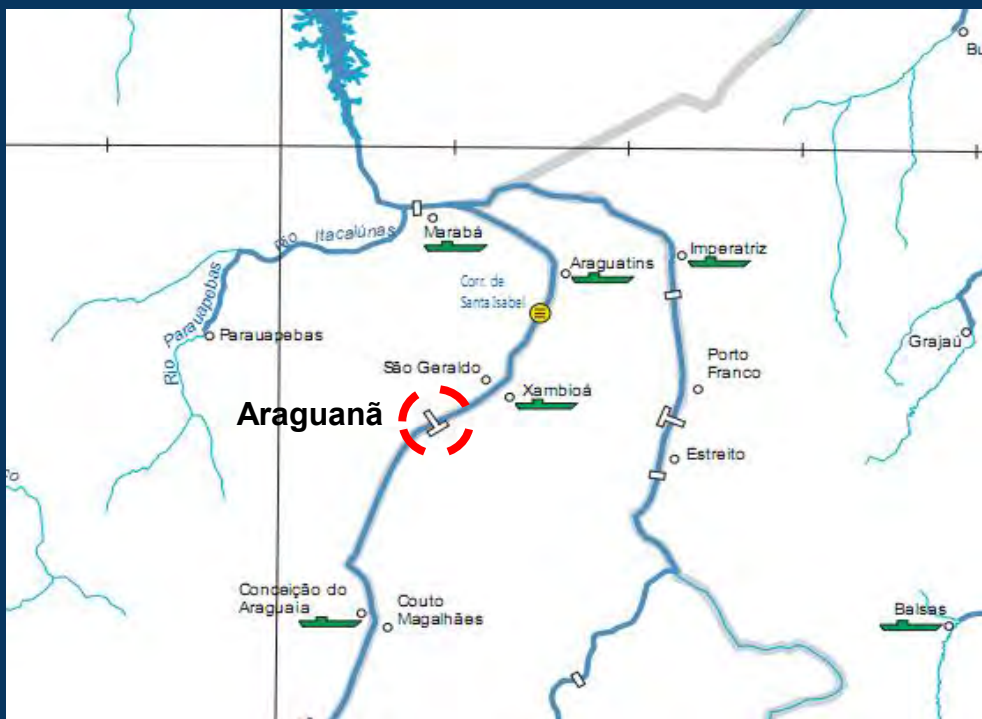 Bu
Rio Itacaiúnas
Marabá
Imperatriz
Araguatins
Corr. de
Santa Isabel
Rio Parauapebas
Parauapebas
Grajaú
Porto
Franco
São Geraldo
Xambioá
Araguanã
Estreito
Conceição do
Araguaia
Couto
Magalhães
Balsas